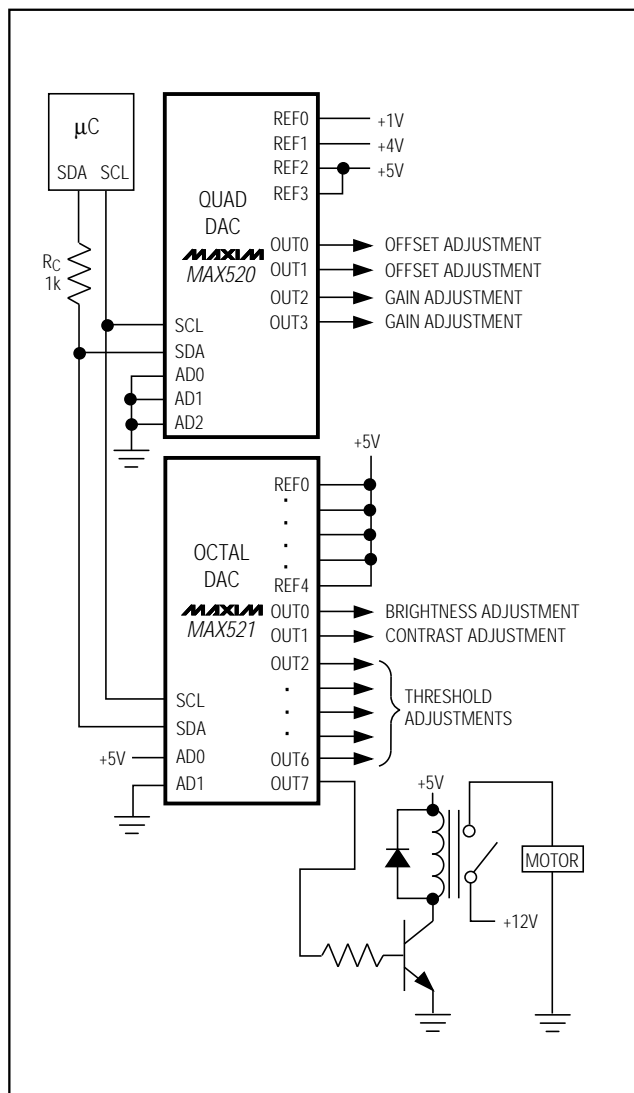 µC
SDA SCL
RC
1k
QUAD
DAC
MAXIM
MAX520
REF0
REF1
REF2
REF3
+1V
+4V
+5V
OUT0
OUT1
OUT2
OUT3
OFFSET ADJUSTMENT
OFFSET ADJUSTMENT
GAIN ADJUSTMENT
GAIN ADJUSTMENT
SCL
SDA
AD0
AD1
AD2
+5V
OCTAL
DAC
MAXIM
MAX521
REF0
REF4
OUT0
OUT1
OUT2
OUT6
OUT7
BRIGHTNESS ADJUSTMENT
CONTRAST ADJUSTMENT
THRESHOLD
ADJUSTMENTS
SCL
SDA
+5V
AD0
AD1
+5V
MOTOR
+12V